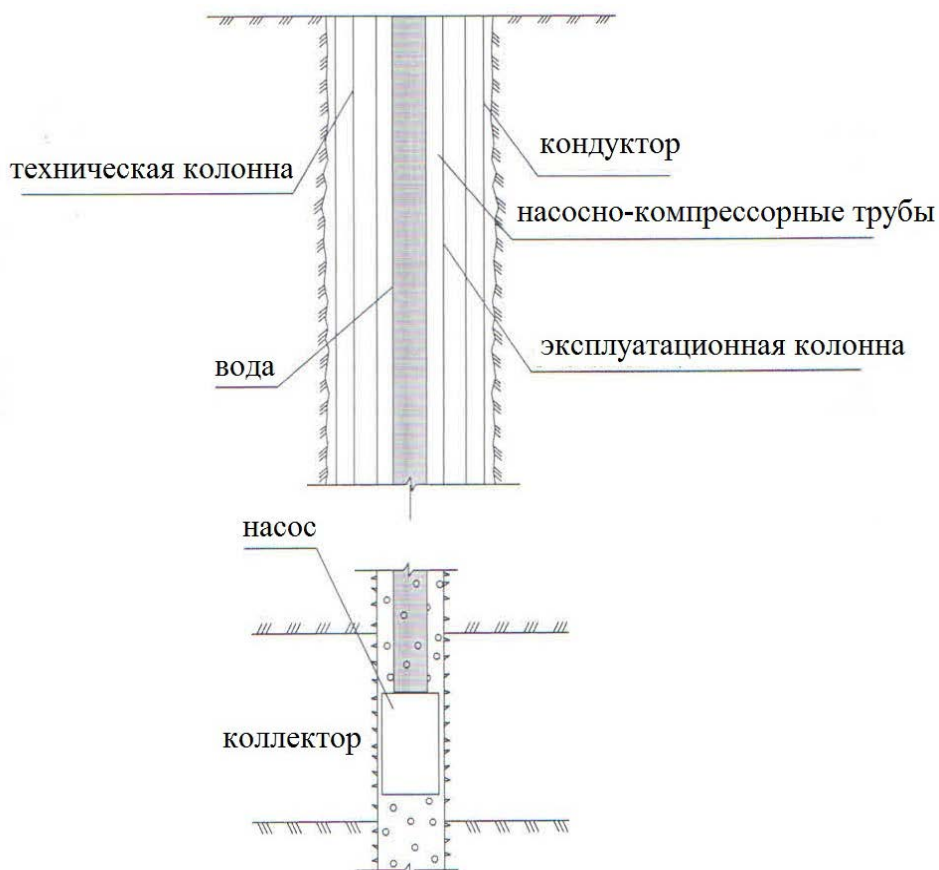 кондуктор
техническая колонна
насосно-компрессорные трубы
эксплуатационная колонна
вода
насос
коллектор